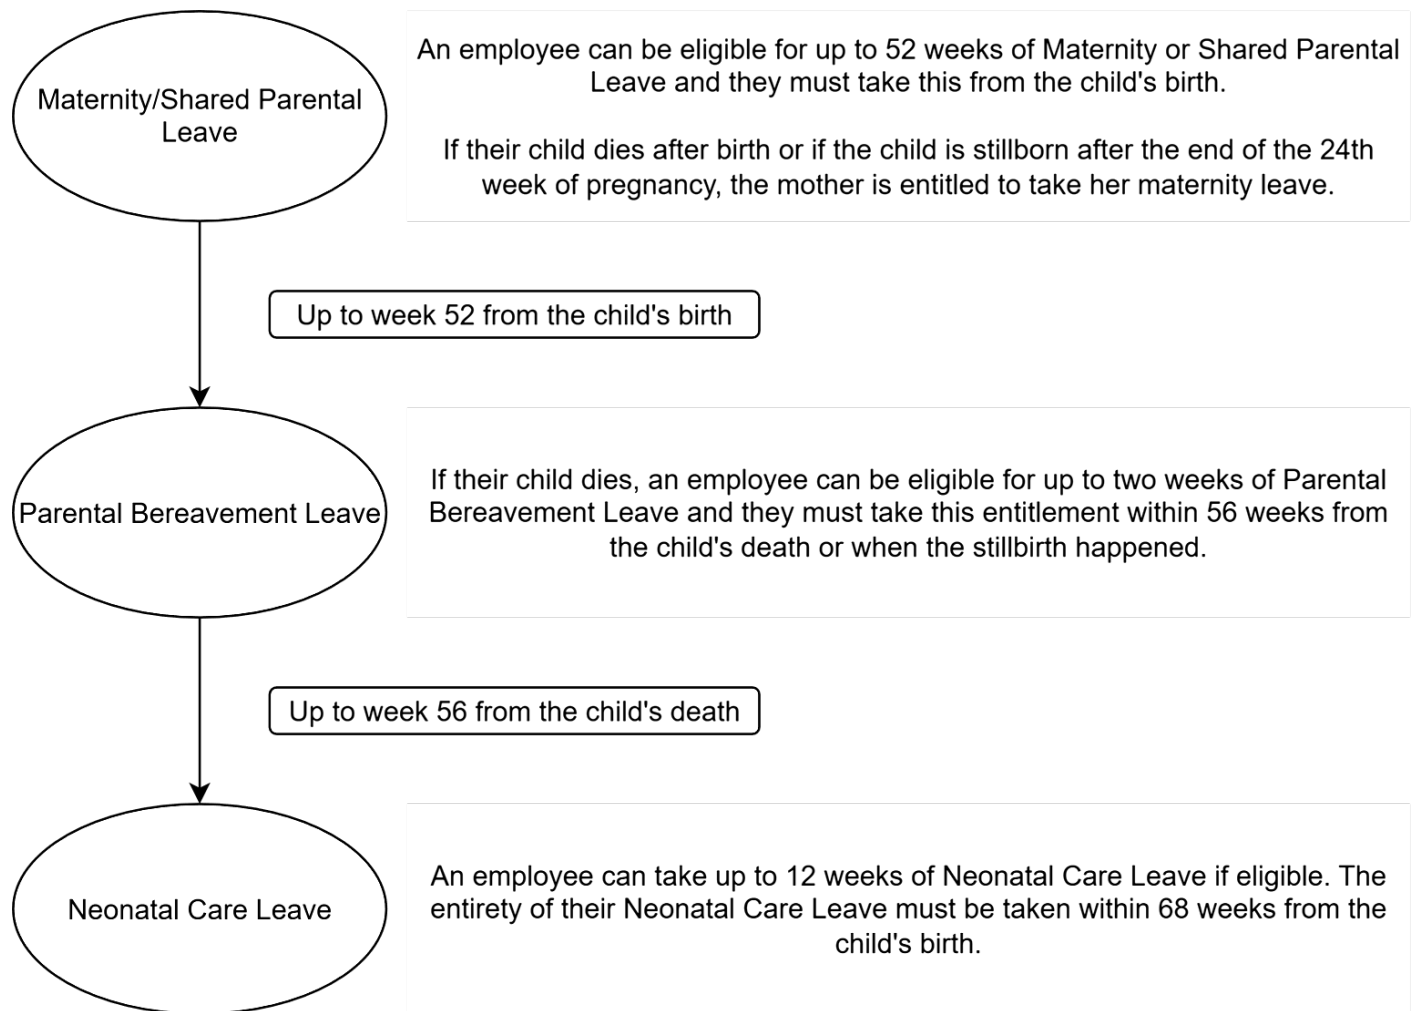 Maternity/Shared Parental
Leave
An employee can be eligible for up to 52 weeks of Maternity or Shared Parental
Leave and they must take this from the child's birth.
If their child dies after birth or if the child is stillborn after the end of the 24th
week of pregnancy, the mother is entitled to take her maternity leave.
Up to week 52 from the child's birth
Parental Bereavement Leave
If their child dies, an employee can be eligible for up to two weeks of Parental
Bereavement Leave and they must take this entitlement within 56 weeks from
the child's death or when the stillbirth happened.
Up to week 56 from the child's death
Neonatal Care Leave
An employee can take up to 12 weeks of Neonatal Care Leave if eligible. The
entirety of their Neonatal Care Leave must be taken within 68 weeks from the
child's birth.